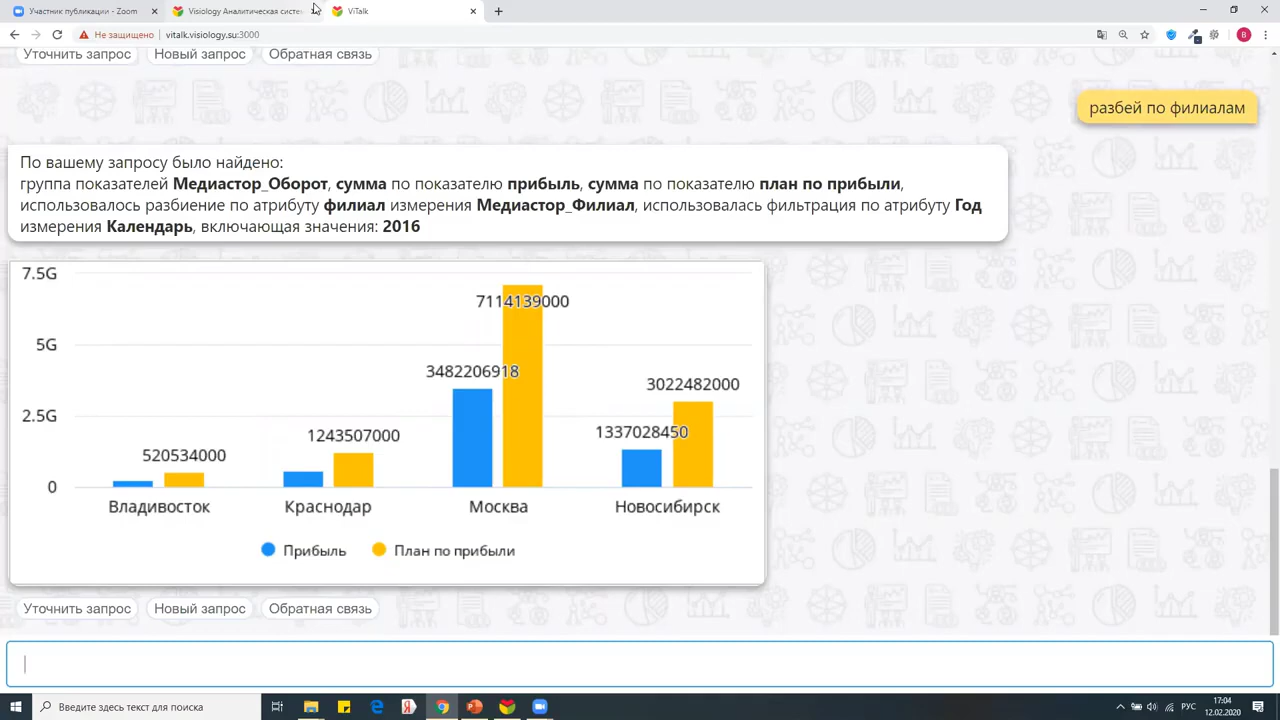 Участник публикации - Zoom
Visiology Аналитическая систе
ViTalk
Не защищено
vitalk.visiology.su:3000
В
Уточнить запрос
Новый запрос
Обратная связь
разбей по филиалам
По вашему запросу было найдено:
группа показателей Медиастор_Оборот, сумма по показателю прибыль, сумма по показателю план по прибыли,
использовалось разбиение по атрибуту филиал измерения Медиастор_Филиал, использовалась фильтрация по атрибуту Год
измерения Календарь, включающая значения: 2016
7.5G
7114139000
5G
3482206918
3022482000
2.5G
1337028450
1243507000
520534000
0
Владивосток
Краснодар
Москва
Новосибирск
Прибыль
План по прибыли
Уточнить запрос
Новый запрос
Обратная связь
Введите здесь текст для поиска
РУС
17:04
12.02.2020